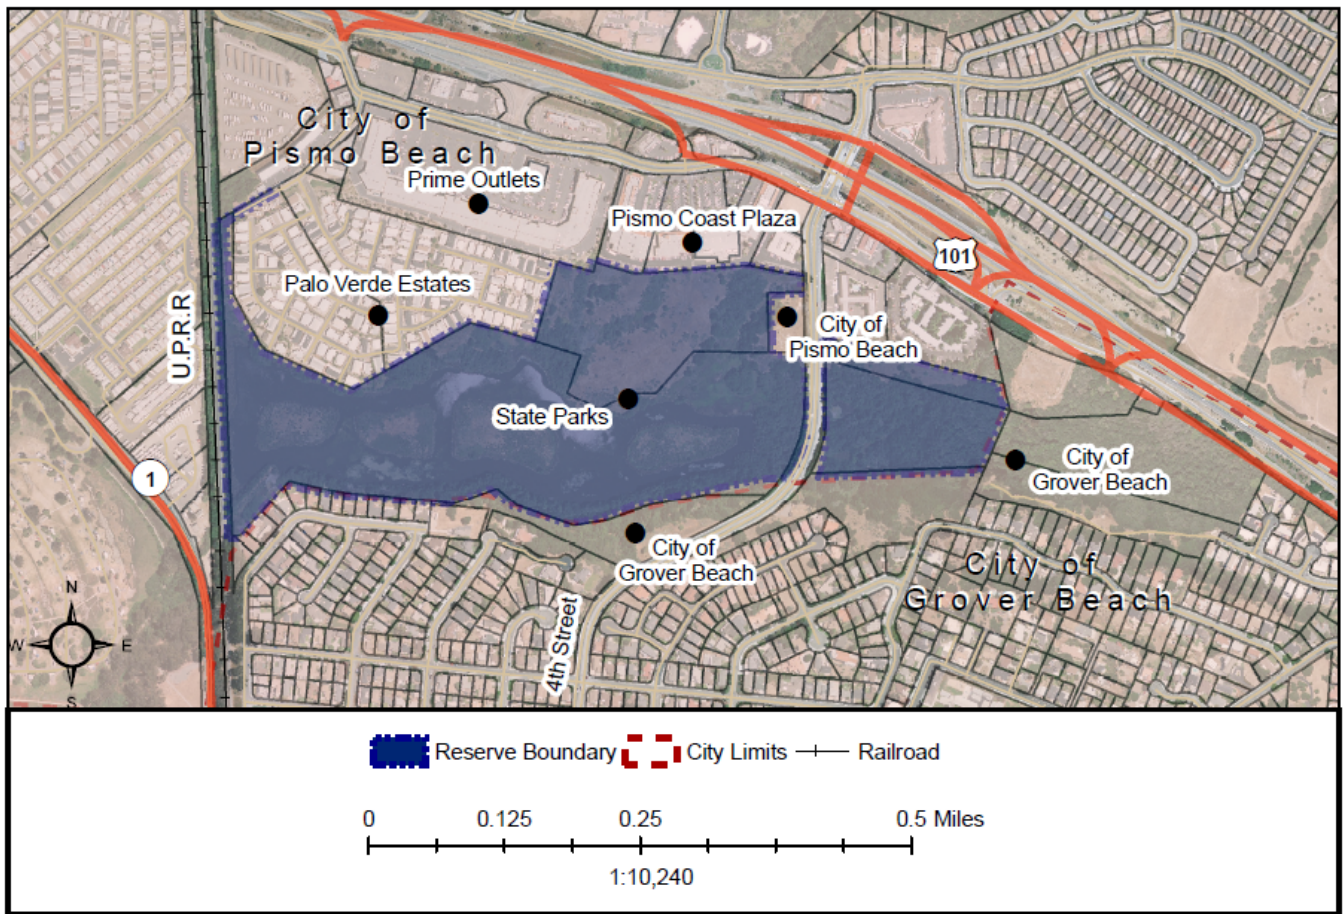 City of
Pismo Beach
Prime Outlets
Pismo Coast Plaza
101
Palo Verde Estates
U.P.R.R
City of
Pismo Beach
State Parks
1
City of
Grover Beach
City of
Grover Beach
City of
Grover Beach
4th Street
N
W
E
S
Reserve Boundary
City Limits
Railroad
0 0.125 0.25 0.5 Miles
1:10,240